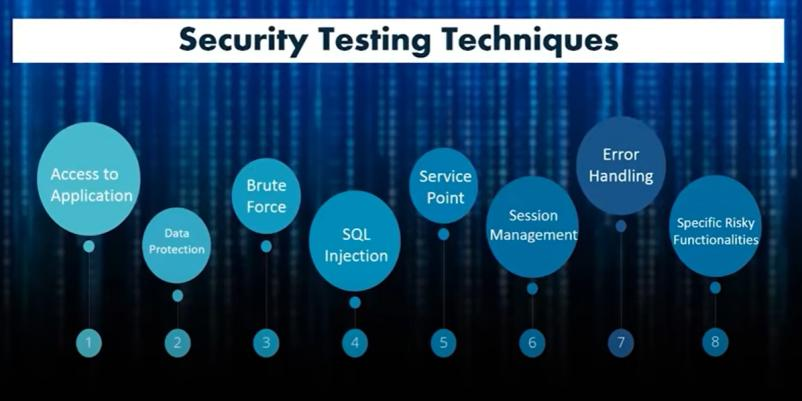 Security Testing Techniques
Access to
Application
Data
Protection
Brute
Force
SQL
Injection
Service
Point
Session
Management
Error
Handling
Specific Risky
Functionalities
1
2
3
4
5
6
7
8